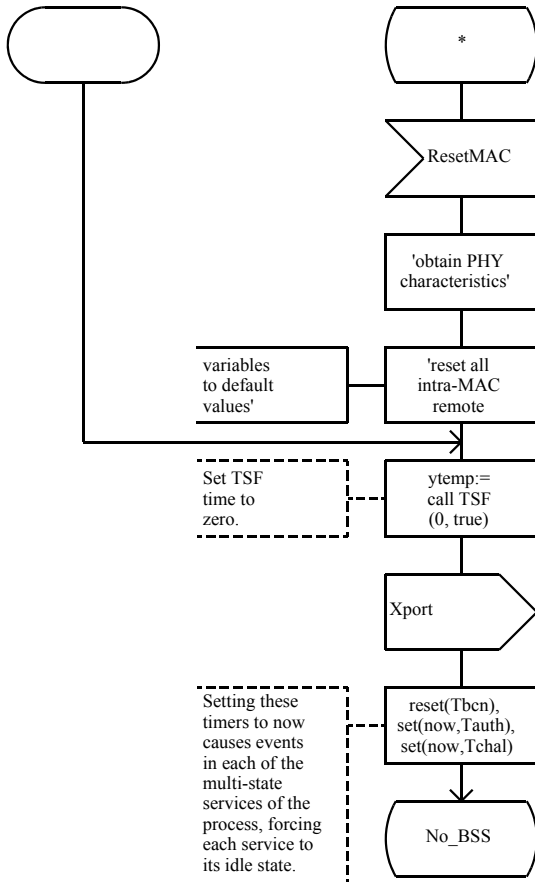 *
ResetMAC
'obtain PHY
characteristics'
variables
to default
values'
'reset all
intra-MAC
remote
Set TSF
time to
zero.
ytemp:=
call TSF
(0, true)
Xport
Setting these
timers to now
causes events
in each of the
multi-state
services of the
process, forcing
each service to
its idle state.
reset(Tbcn),
set(now,Tauth),
set(now,Tchal)
No_BSS